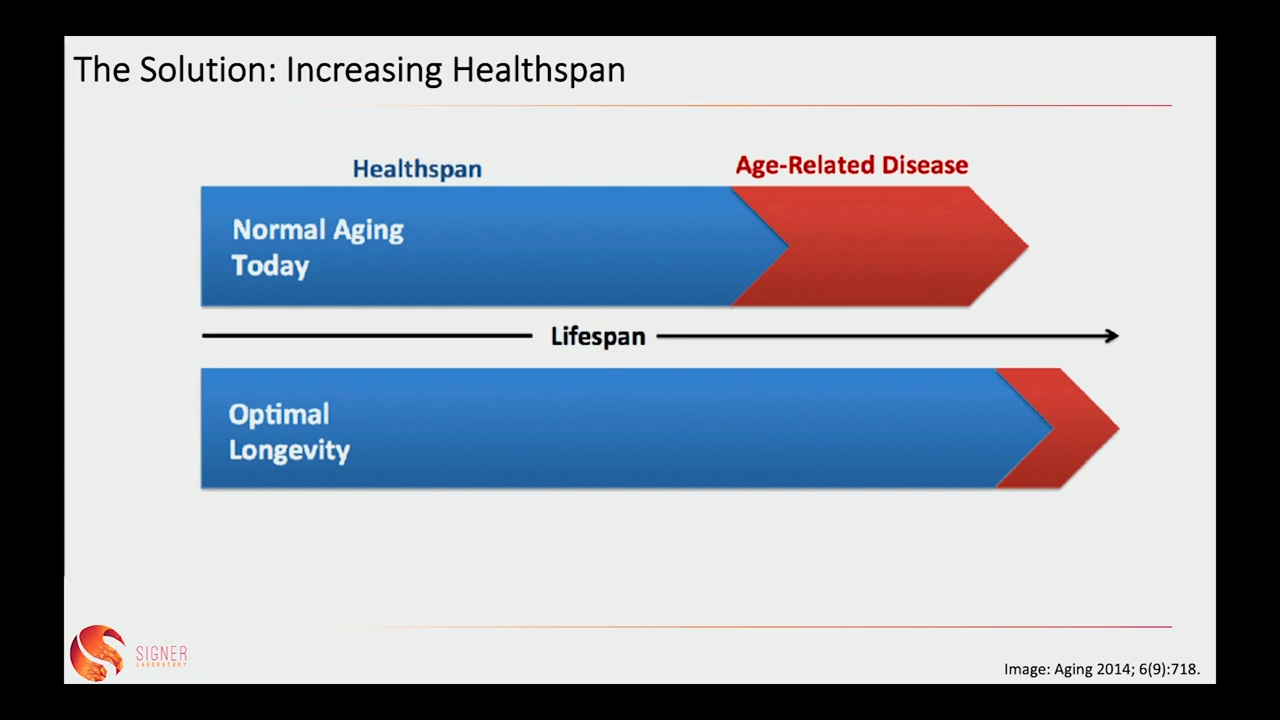 The Solution: Increasing Healthspan
Healthspan
Age-Related Disease
Normal Aging
Today
Lifespan
Optimal
Longevity
SIGNER
LABORATORY
Image: Aging 2014; 6(9):718.